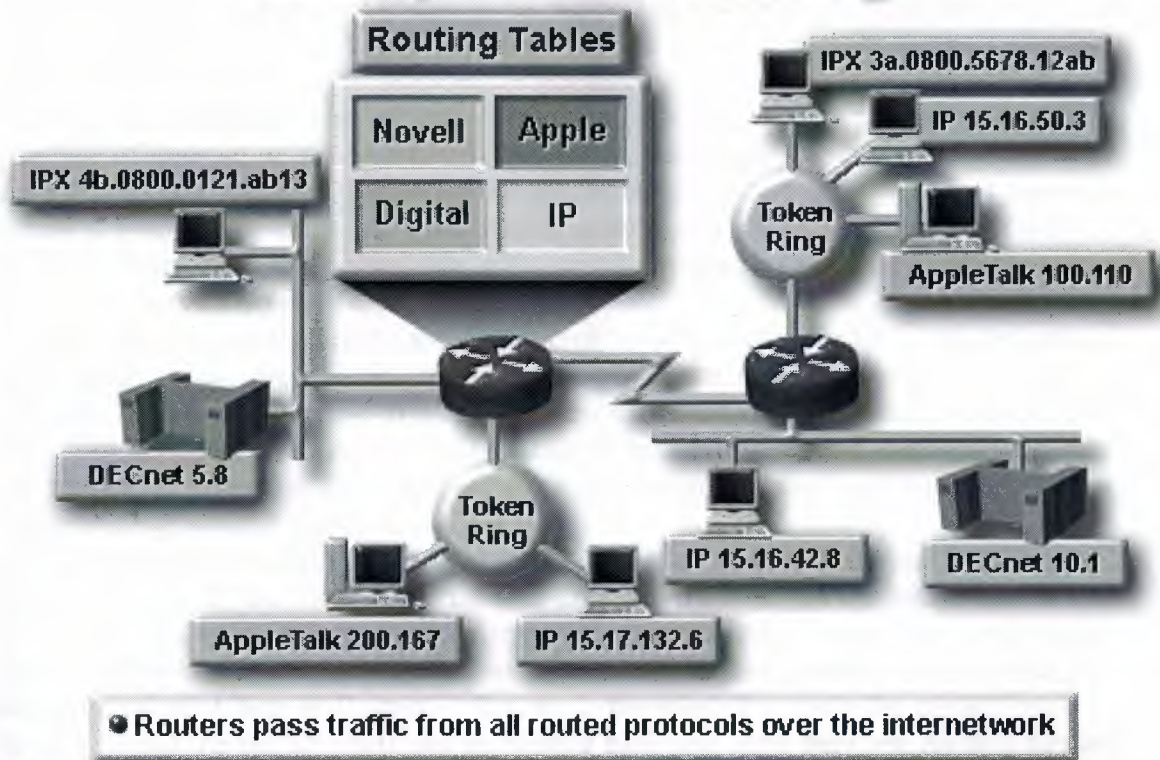 Routing Tables
Novell
Apple
Digital
IP
IPX 4b.0800.0121.ab13
DECnet 5.8
Token
Ring
AppleTalk 200.167
IP 15.17.132.6
IPX 3a.0800.5678.12ab
IP 15.16.50.3
Token
Ring
AppleTalk 100.110
IP 15.16.42.8
DECnet 10.1
Routers pass traffic from all routed protocols over the internetwork